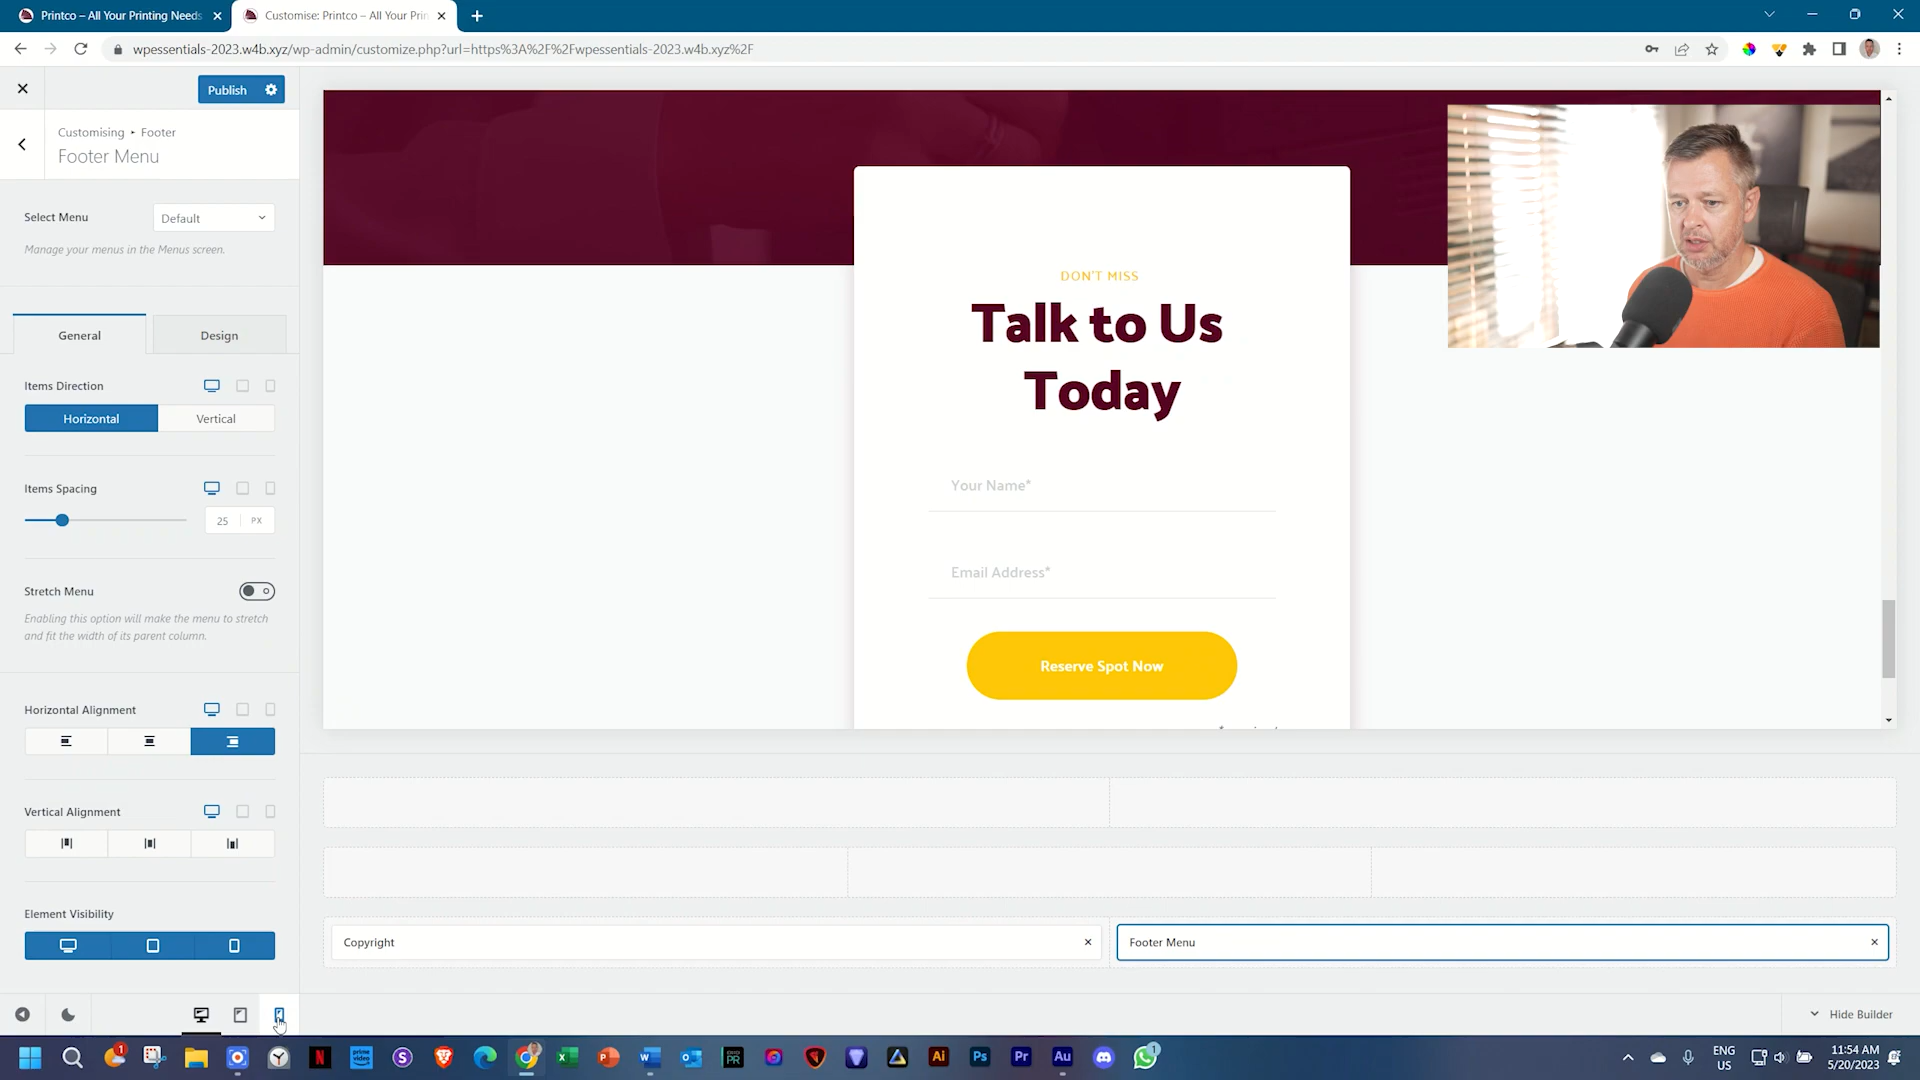 Printco – All Your Printing Needs
Customise: Printco – All Your Prin
wpessentials-2023.w4b.xyz/wp-admin/customize.php?url=https%3A%2F%2Fwpessentials-2023.w4b.xyz%2F
Publish
Customising ▸ Footer
Footer Menu
Select Menu
Default
Manage your menus in the Menus screen.
General
Design
Items Direction
Horizontal
Vertical
Items Spacing
25 PX
Stretch Menu
Enabling this option will make the menu to stretch
and fit the width of its parent column.
Horizontal Alignment
Vertical Alignment
Element Visibility
DON'T MISS
Talk to Us
Today
Your Name*
Email Address*
Reserve Spot Now
Copyright
Footer Menu
Hide Builder
ENG
US
11:54 AM
5/20/2023